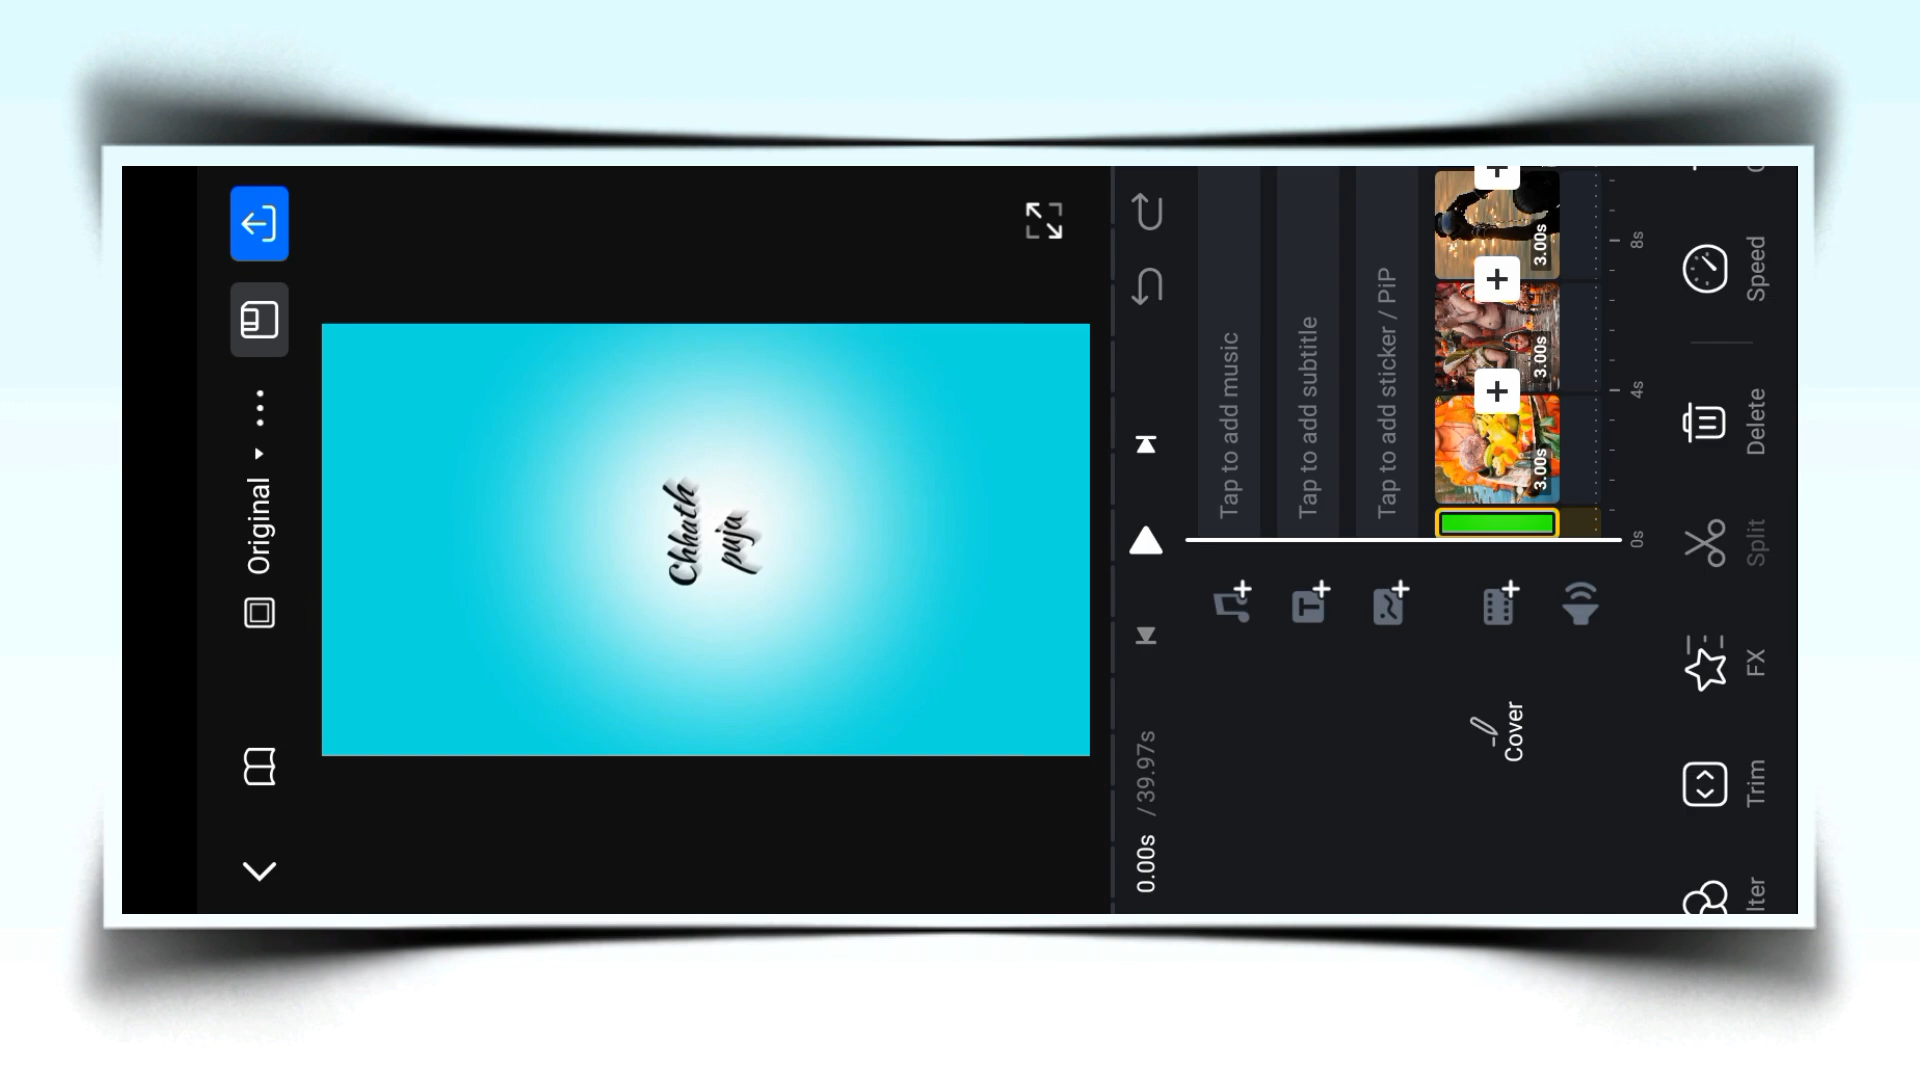 Original
Chhath
puja
0.00s / 39.97s
Tap to add music
Tap to add subtitle
Tap to add sticker / PiP
Cover
3.00s
3.00s
3.00s
0s
4s
8s
lter
Trim
FX
Split
Delete
Speed